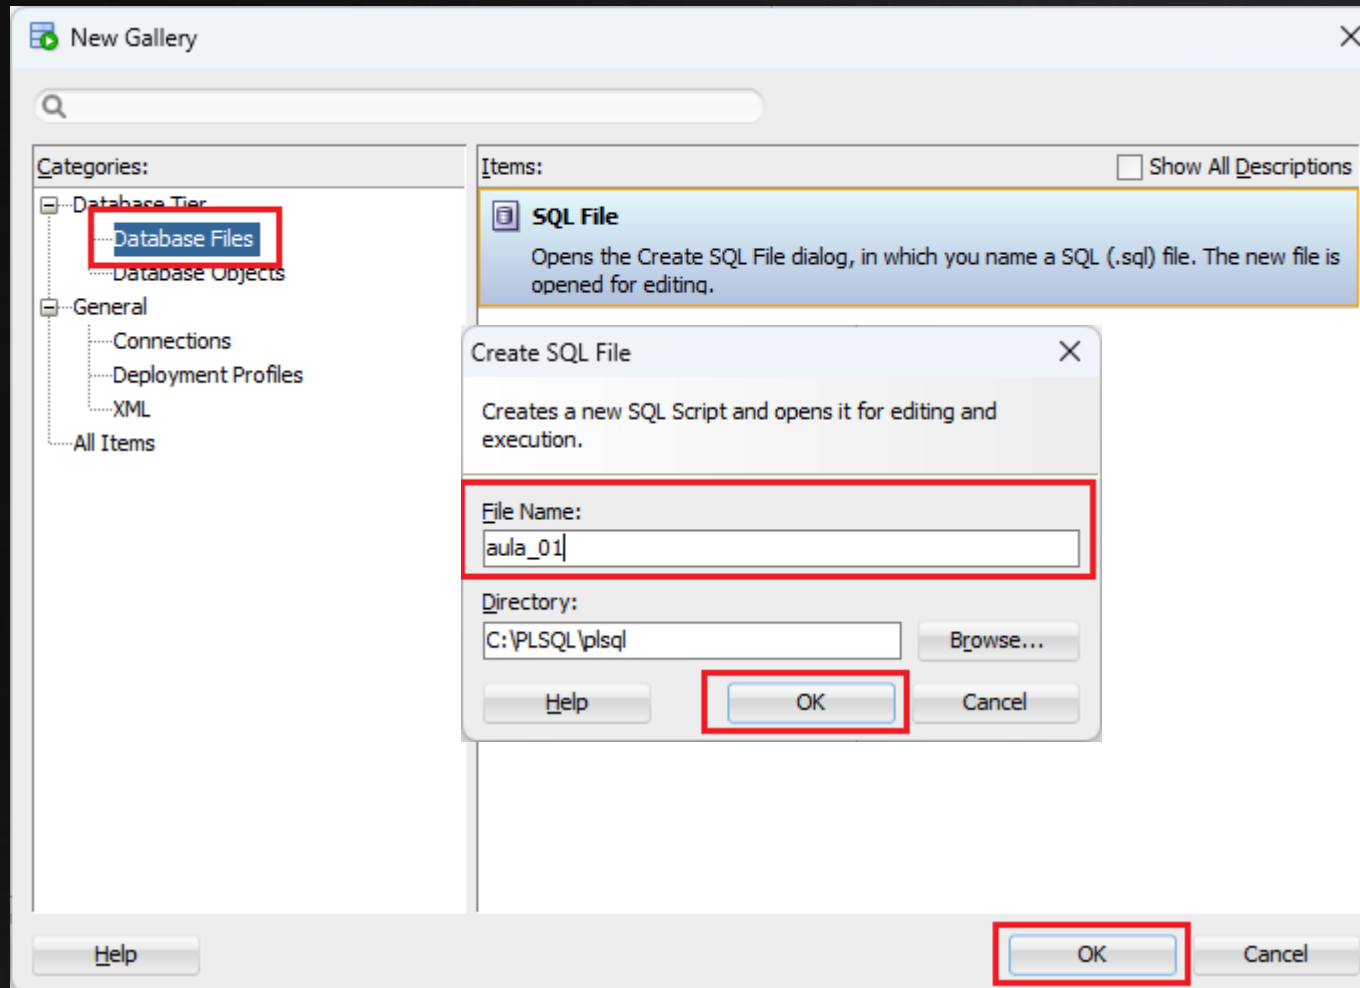 New Gallery
Categories:
Database Tier
Database Files
Database Objects
General
Connections
Deployment Profiles
XML
All Items
Items:
Show All Descriptions
SQL File
Opens the Create SQL File dialog, in which you name a SQL (.sql) file. The new file is
opened for editing.
Create SQL File
Creates a new SQL Script and opens it for editing and
execution.
File Name:
aula_01
Directory:
C:\PLSQL\plsql
Browse...
Help
OK
Cancel
Help
OK
Cancel